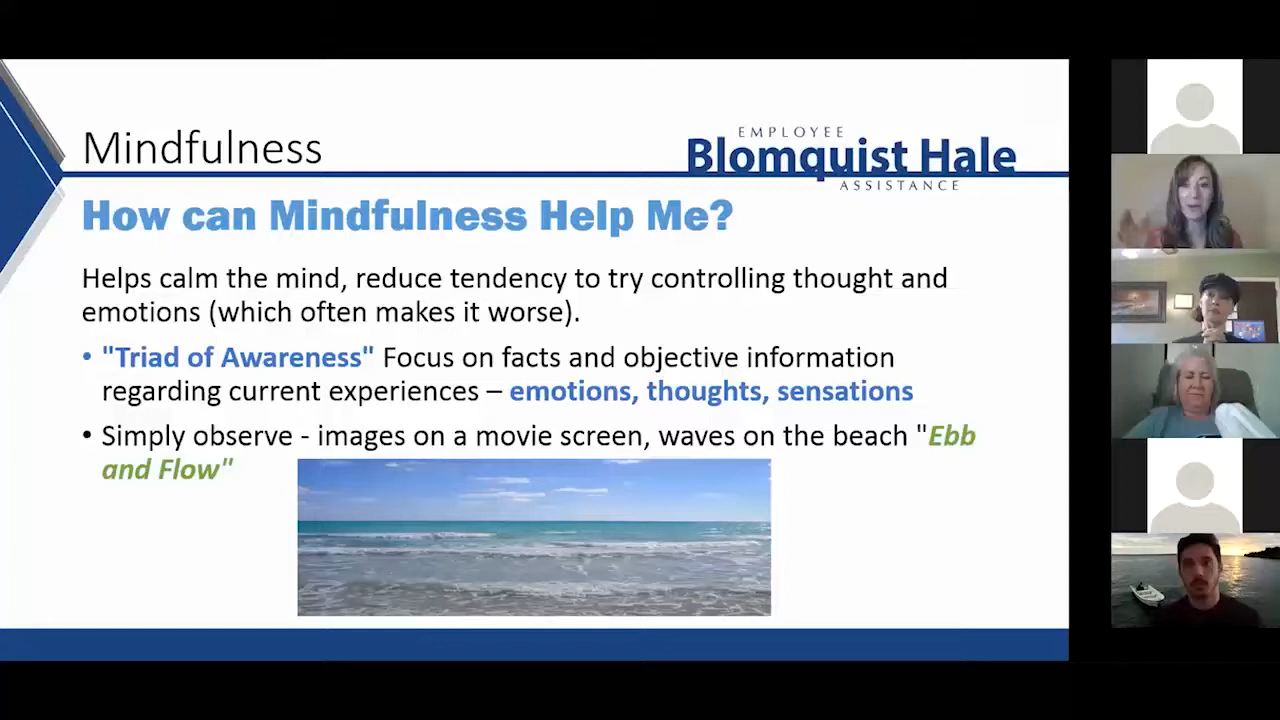 Mindfulness
EMPLOYEE
Blomquist Hale
ASSISTANCE
How can Mindfulness Help Me?
Helps calm the mind, reduce tendency to try controlling thought and
emotions (which often makes it worse).
• "Triad of Awareness" Focus on facts and objective information
regarding current experiences – emotions, thoughts, sensations
• Simply observe - images on a movie screen, waves on the beach "Ebb
and Flow"